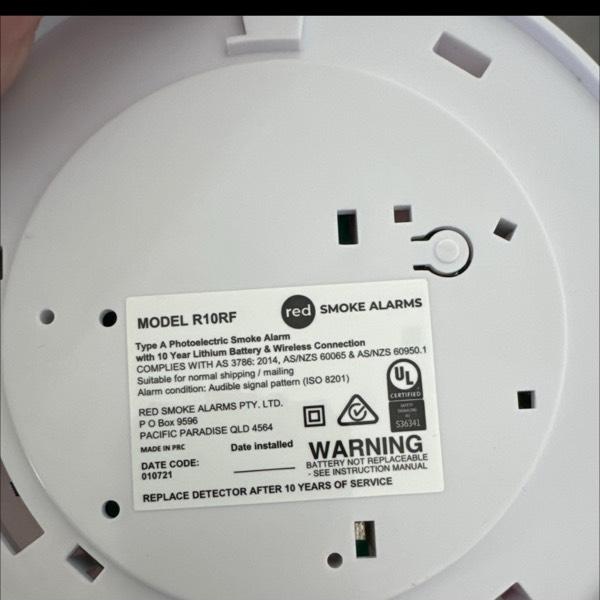 MODEL R10RF
red SMOKE ALARMS
Type A Photoelectric Smoke Alarm
with 10 Year Lithium Battery & Wireless Connection
COMPLIES WITH AS 3786: 2014, AS/NZS 60065 & AS/NZS 60950.1
Suitable for normal shipping / mailing
Alarm condition: Audible signal pattern (ISO 8201)
UL
CERTIFIED
SAFETY
SIGNALING
AU
S36341
RED SMOKE ALARMS PTY. LTD.
P O Box 9596
PACIFIC PARADISE QLD 4564
MADE IN PRC
Date installed
DATE CODE:
010721
WARNING
BATTERY NOT REPLACEABLE
- SEE INSTRUCTION MANUAL
REPLACE DETECTOR AFTER 10 YEARS OF SERVICE